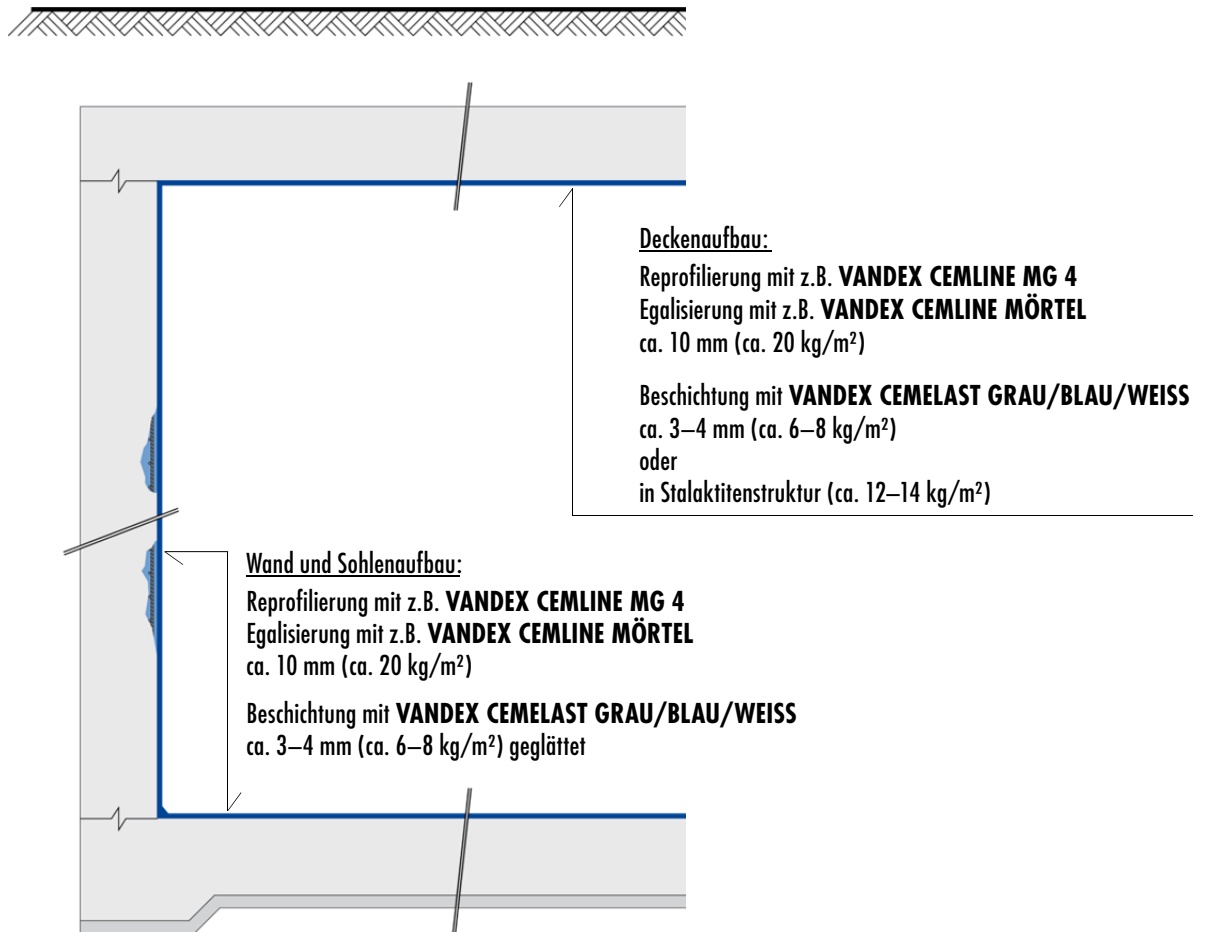 Deckenaufbau:
Reprofilierung mit z.B. VANDEX CEMLINE MG 4
Egalisierung mit z.B. VANDEX CEMLINE MÖRTEL
ca. 10 mm (ca. 20 kg/m²)
Beschichtung mit VANDEX CEMELAST GRAU/BLAU/WEISS
ca. 3–4 mm (ca. 6–8 kg/m²)
oder
in Stalaktitenstruktur (ca. 12–14 kg/m²)
Wand und Sohlenaufbau:
Reprofilierung mit z.B. VANDEX CEMLINE MG 4
Egalisierung mit z.B. VANDEX CEMLINE MÖRTEL
ca. 10 mm (ca. 20 kg/m²)
Beschichtung mit VANDEX CEMELAST GRAU/BLAU/WEISS
ca. 3–4 mm (ca. 6–8 kg/m²) geglättet